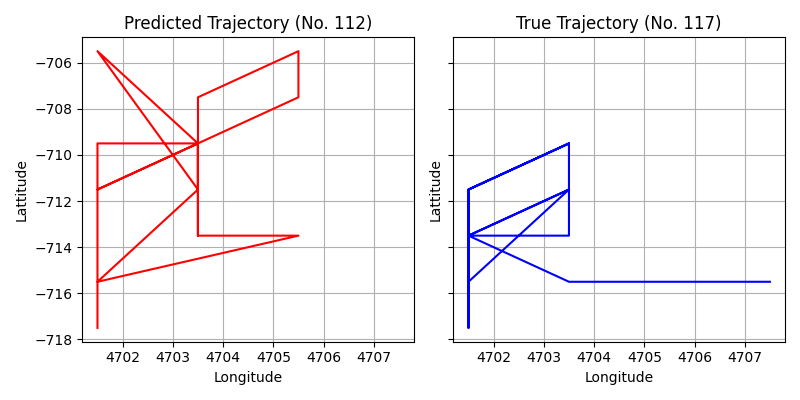 Predicted Trajectory (No. 112)
True Trajectory (No. 117)
Lattitude
−706
−708
−710
−712
−714
−716
−718
4702 4703 4704 4705 4706 4707
Longitude
Lattitude
4702 4703 4704 4705 4706 4707
Longitude